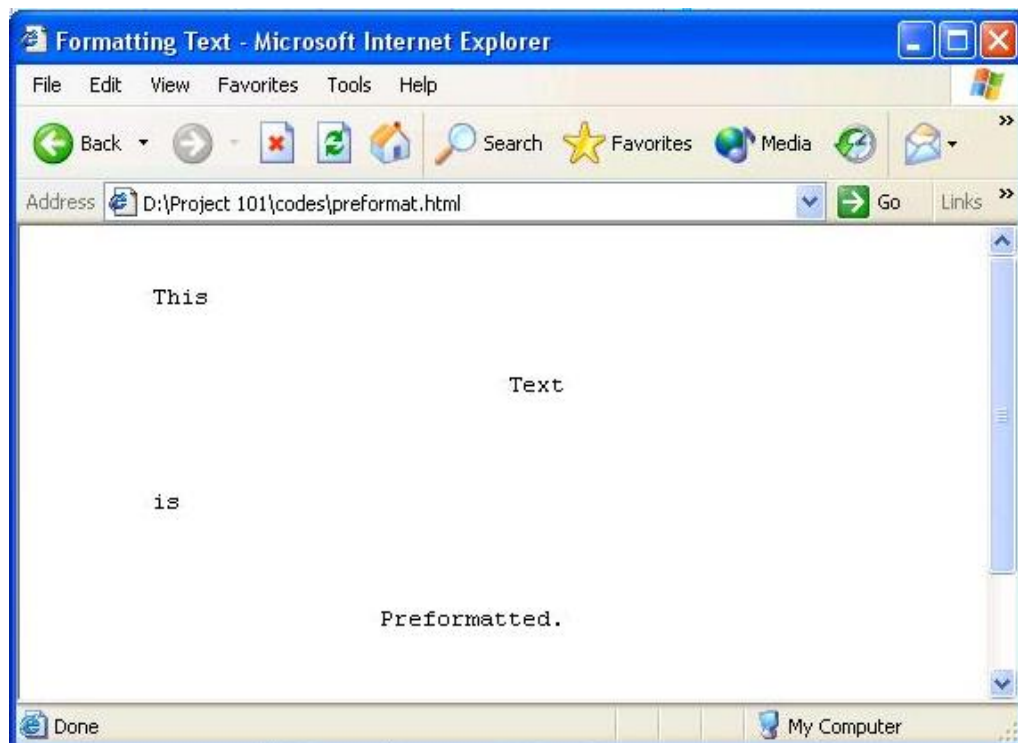 Formatting Text - Microsoft Internet Explorer
File Edit View Favorites Tools Help
Back Search Favorites Media »
Address D:\Project 101\codes\preformat.html Go Links »
This
Text
is
Preformatted.
Done My Computer